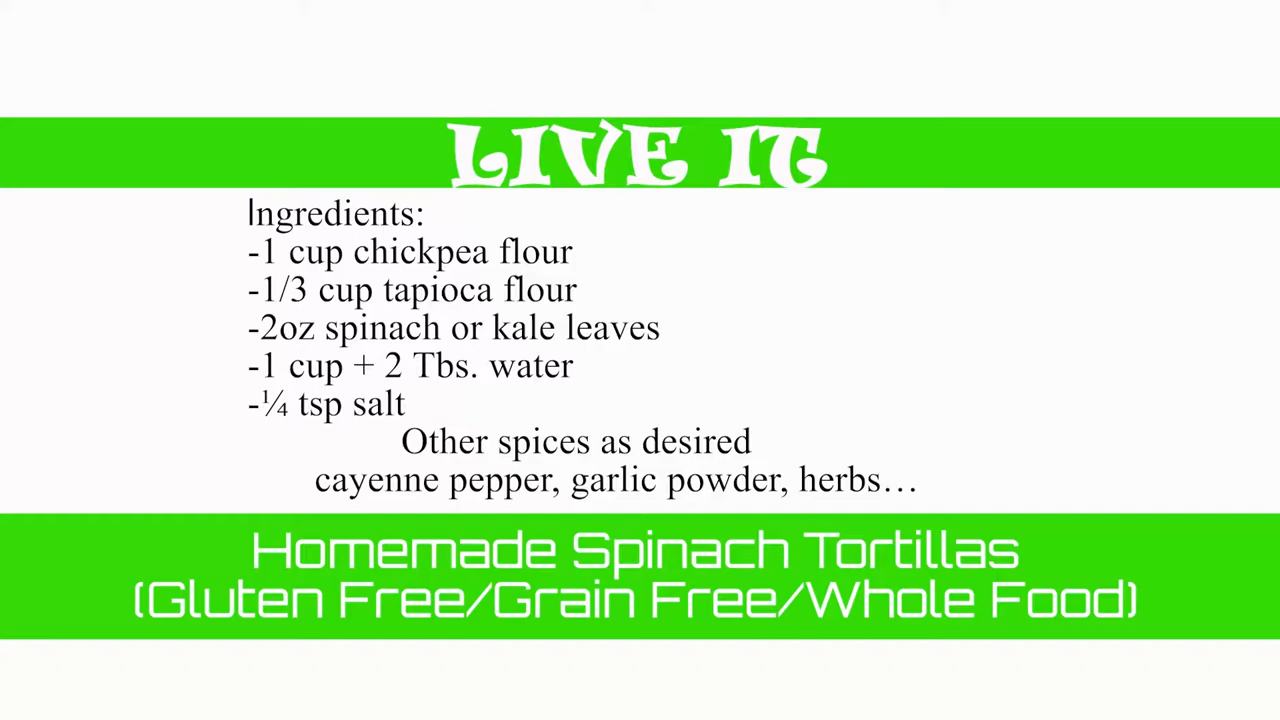 LIVE IT
Ingredients:
-1 cup chickpea flour
-1/3 cup tapioca flour
-2oz spinach or kale leaves
-1 cup + 2 Tbs. water
-¼ tsp salt
Other spices as desired
cayenne pepper, garlic powder, herbs…
Homemade Spinach Tortillas
(Gluten Free/Grain Free/Whole Food)